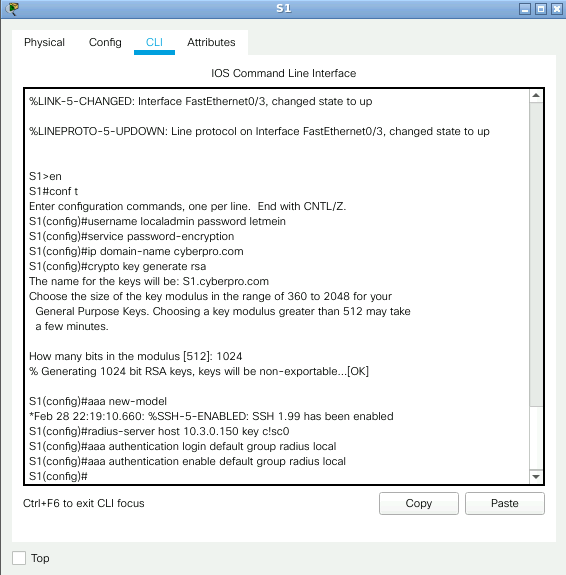 S1
Physical Config CLI Attributes
IOS Command Line Interface
%LINK-5-CHANGED: Interface FastEthernet0/3, changed state to up
%LINEPROTO-5-UPDOWN: Line protocol on Interface FastEthernet0/3, changed state to up
S1>en
S1#conf t
Enter configuration commands, one per line.  End with CNTL/Z.
S1(config)#username localadmin password letmein
S1(config)#service password-encryption
S1(config)#ip domain-name cyberpro.com
S1(config)#crypto key generate rsa
The name for the keys will be: S1.cyberpro.com
Choose the size of the key modulus in the range of 360 to 2048 for your
General Purpose Keys. Choosing a key modulus greater than 512 may take
a few minutes.
How many bits in the modulus [512]: 1024
% Generating 1024 bit RSA keys, keys will be non-exportable...[OK]
S1(config)#aaa new-model
*Feb 28 22:19:10.660: %SSH-5-ENABLED: SSH 1.99 has been enabled
S1(config)#radius-server host 10.3.0.150 key c!sc0
S1(config)#aaa authentication login default group radius local
S1(config)#aaa authentication enable default group radius local
S1(config)#
Ctrl+F6 to exit CLI focus
Copy Paste
Top